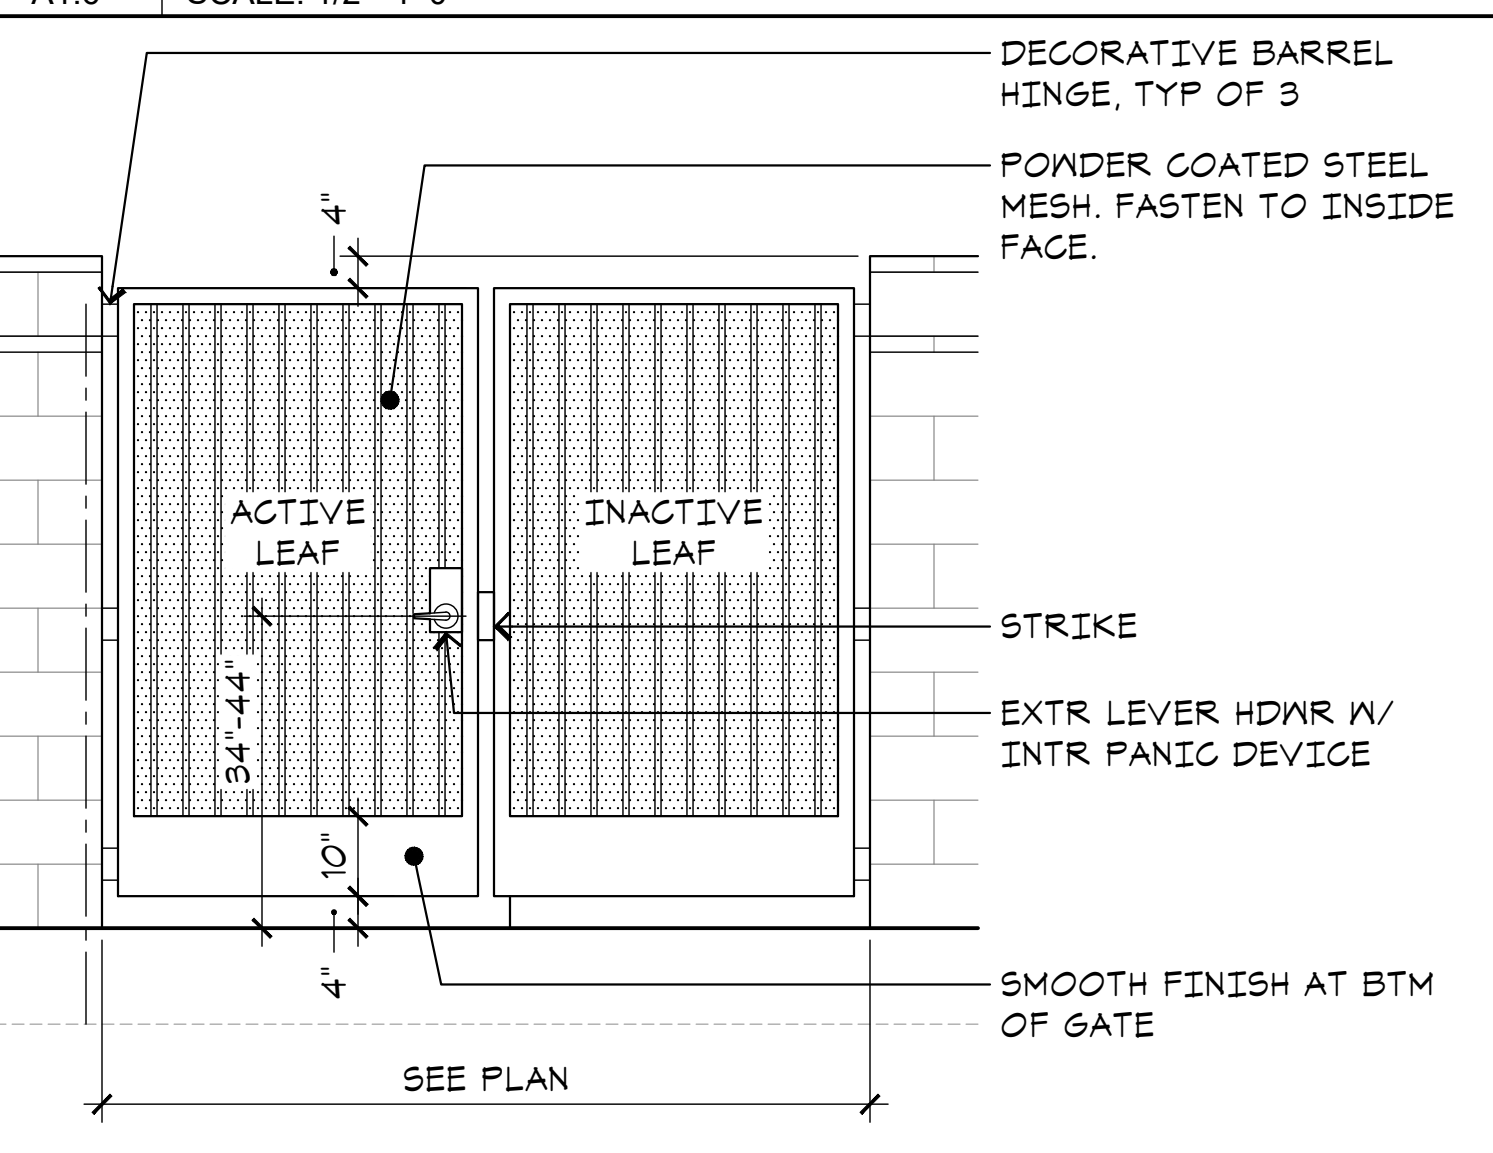 DECORATIVE BARREL
HINGE, TYP OF 3
POWDER COATED STEEL
MESH. FASTEN TO INSIDE
FACE.
4"
ACTIVE
LEAF
INACTIVE
LEAF
STRIKE
34"-44"
EXTR LEVER HDWR W/
INTR PANIC DEVICE
10"
4"
SMOOTH FINISH AT BTM
OF GATE
SEE PLAN